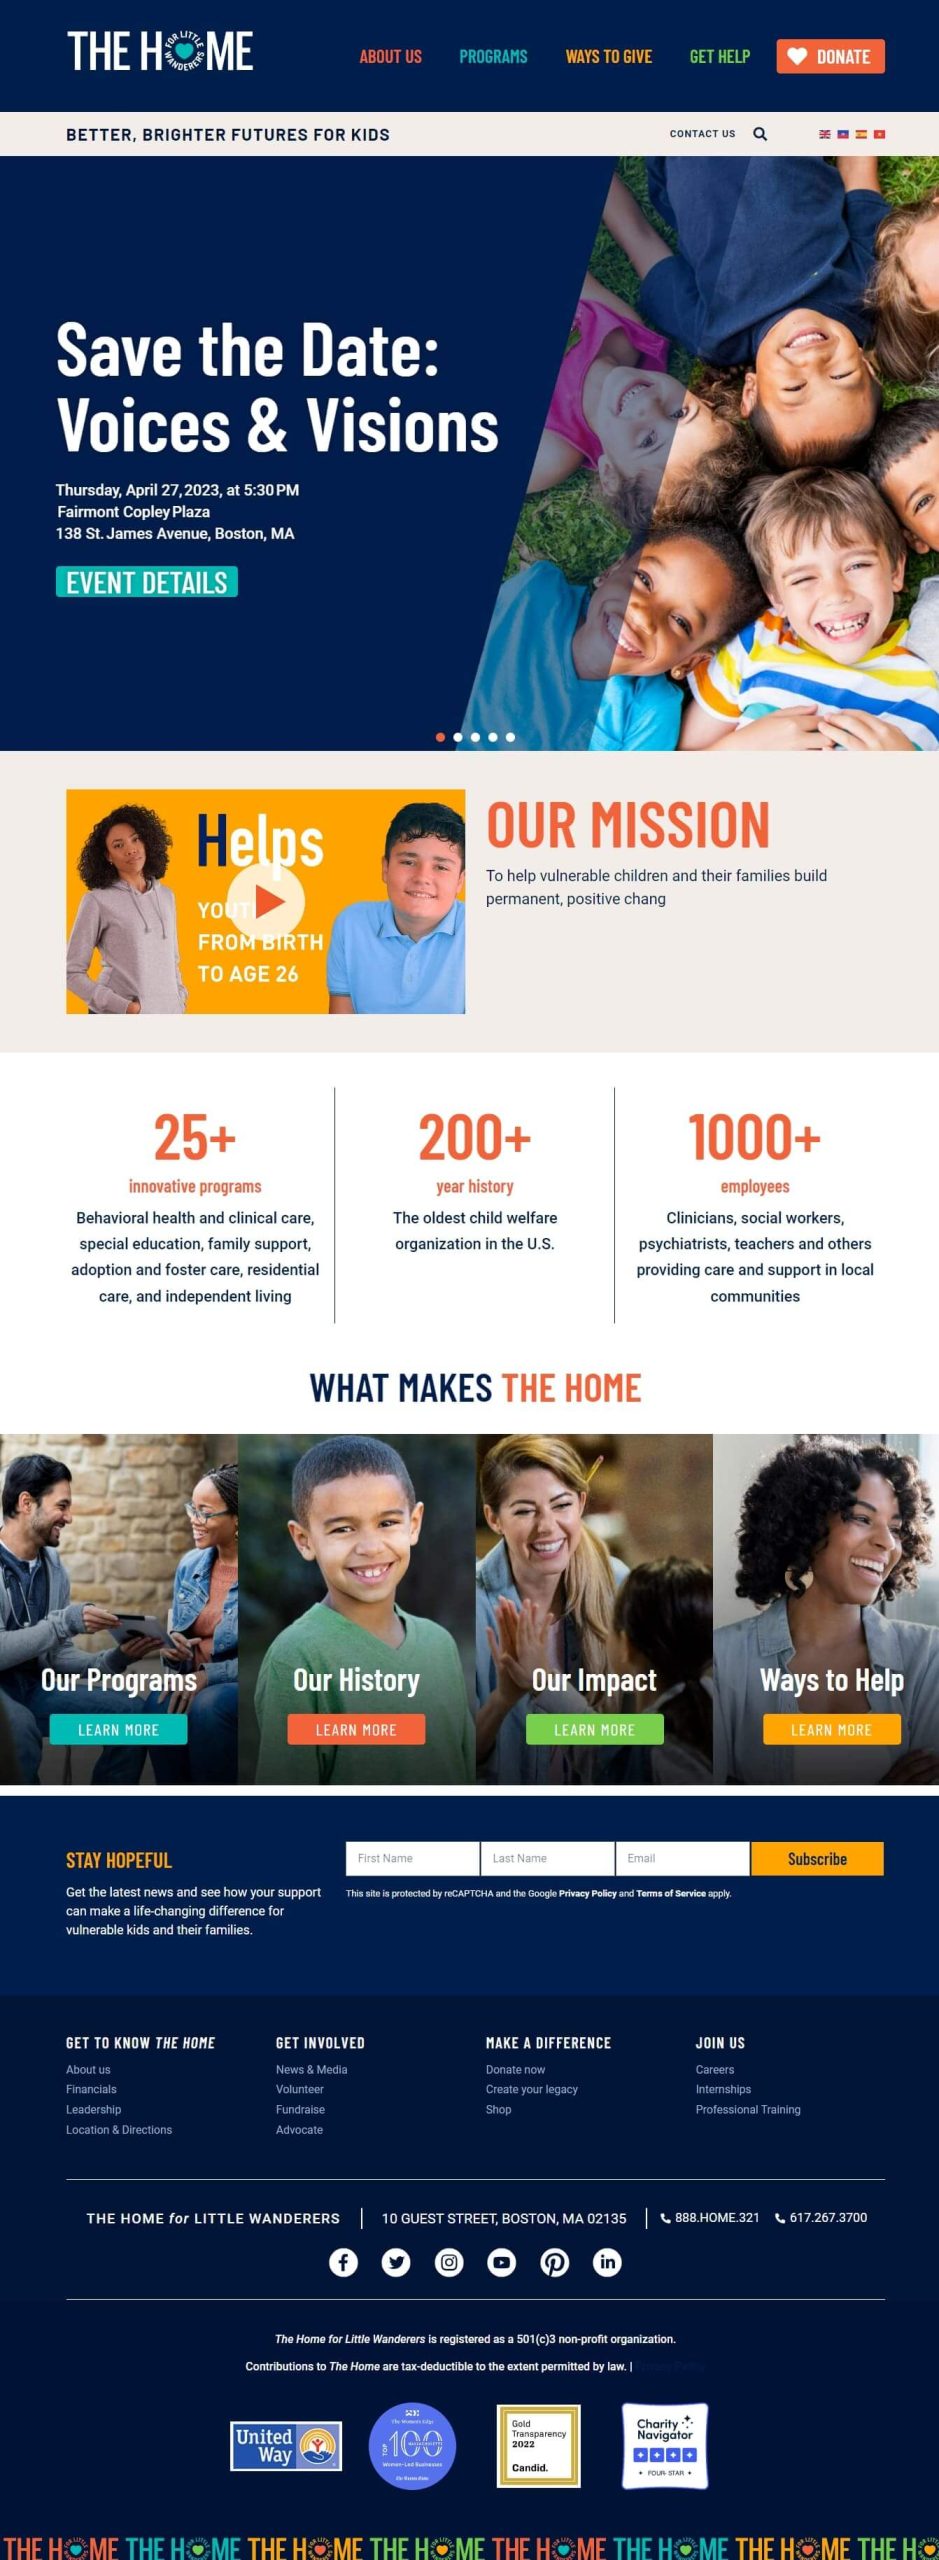 THE HOME
FOR LITTLE WANDERERS
ABOUT US
PROGRAMS
WAYS TO GIVE
GET HELP
DONATE
BETTER, BRIGHTER FUTURES FOR KIDS
CONTACT US
Save the Date:
Voices & Visions
Thursday, April 27, 2023, at 5:30 PM
Fairmont Copley Plaza
138 St. James Avenue, Boston, MA
EVENT DETAILS
Helps
YOUT
FROM BIRTH
TO AGE 26
OUR MISSION
To help vulnerable children and their families build
permanent, positive chang
25+
innovative programs
Behavioral health and clinical care,
special education, family support,
adoption and foster care, residential
care, and independent living
200+
year history
The oldest child welfare
organization in the U.S.
1000+
employees
Clinicians, social workers,
psychiatrists, teachers and others
providing care and support in local
communities
WHAT MAKES THE HOME
Our Programs
LEARN MORE
Our History
LEARN MORE
Our Impact
LEARN MORE
Ways to Help
LEARN MORE
STAY HOPEFUL
Get the latest news and see how your support
can make a life-changing difference for
vulnerable kids and their families.
First Name
Last Name
Email
Subscribe
This site is protected by reCAPTCHA and the Google Privacy Policy and Terms of Service apply.
GET TO KNOW THE HOME
About us
Financials
Leadership
Location & Directions
GET INVOLVED
News & Media
Volunteer
Fundraise
Advocate
MAKE A DIFFERENCE
Donate now
Create your legacy
Shop
JOIN US
Careers
Internships
Professional Training
THE HOME for LITTLE WANDERERS
10 GUEST STREET, BOSTON, MA 02135
888.HOME.321
617.267.3700
The Home for Little Wanderers is registered as a 501(c)3 non-profit organization.
Contributions to The Home are tax-deductible to the extent permitted by law. |
United
Way
The Women's Edge
TOP 100
MASSACHUSETTS
Women-Led Businesses
Gold
Transparency
2022
Candid.
Charity
Navigator
FOUR-STAR
THE HOME THE HOME THE HOME THE HOME THE HOME THE HOME THE HOME THE H